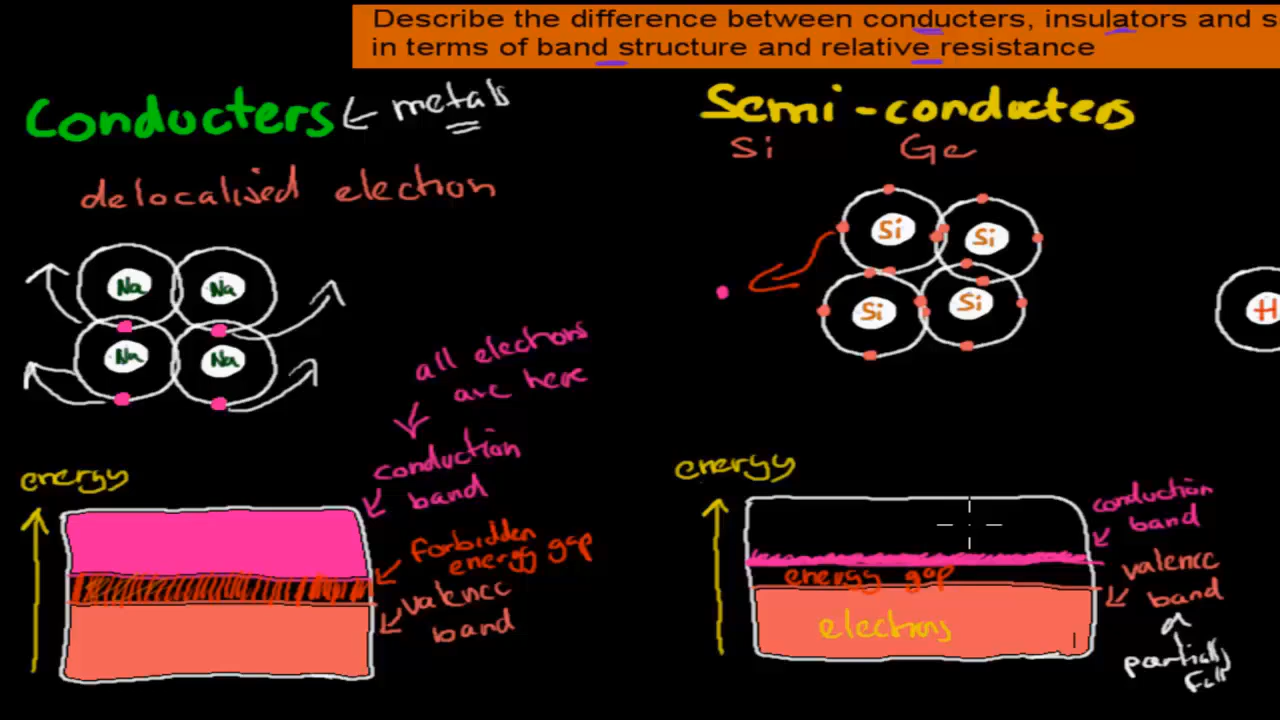 Describe the difference between conducters, insulators and s
in terms of band structure and relative resistance
Conducters ← metals
delocalised electron
Na
Na
Na
Na
all electrons
are here
energy
conduction
band
forbidden
energy gap
valence
band
Semi-conducters
Si Ge
Si
Si
Si
Si
H
energy
conduction
band
energy gap
valence
band
electrons
partially
full